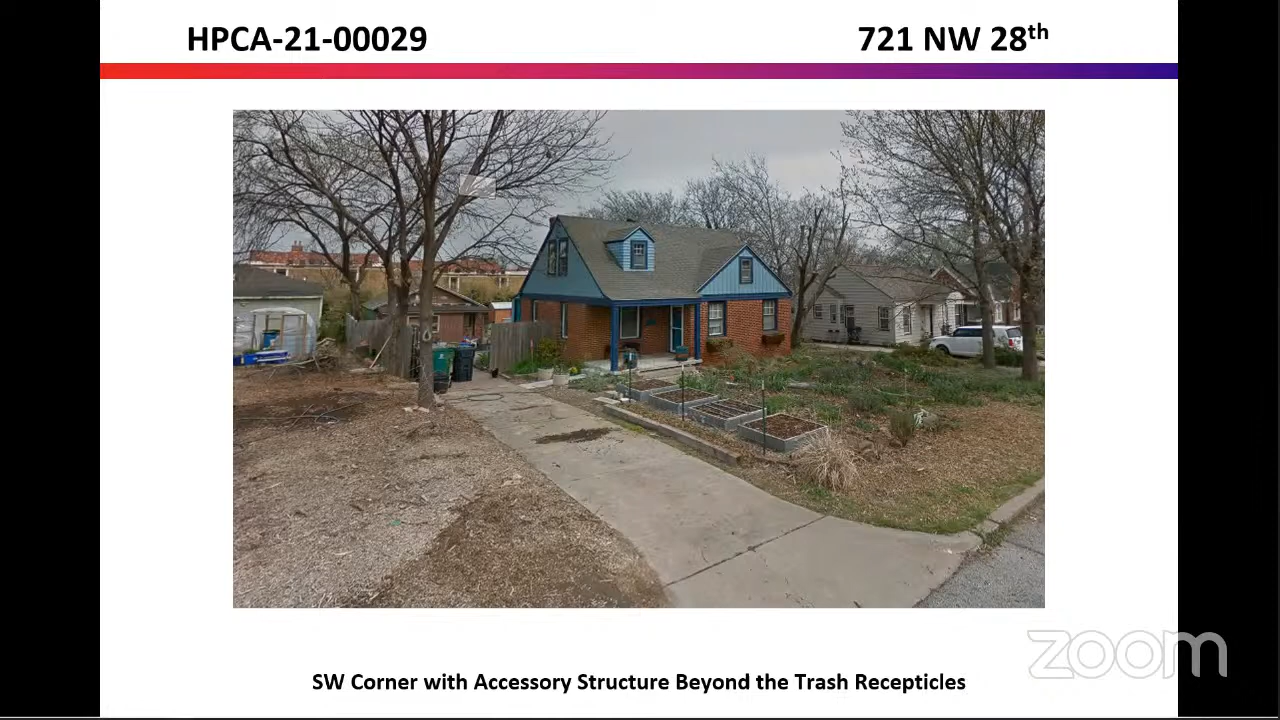 HPCA-21-00029
721 NW 28th
SW Corner with Accessory Structure Beyond the Trash Recepticles
zoom